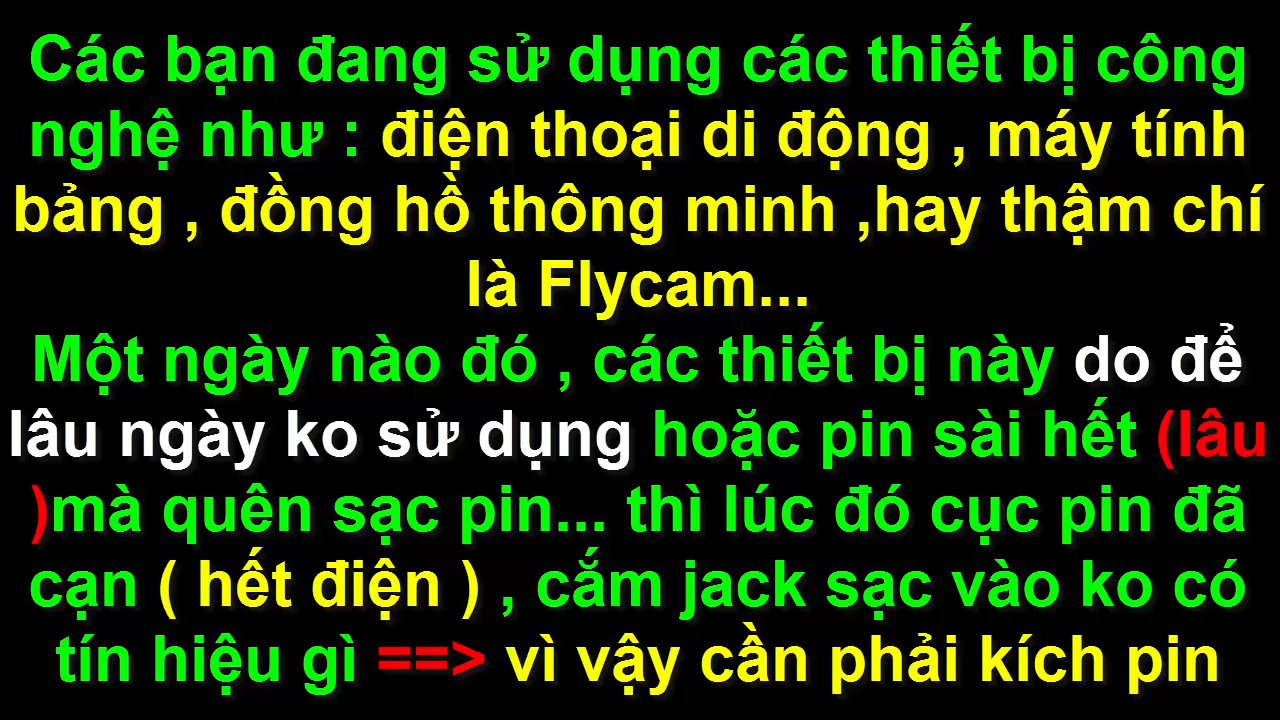 Các bạn đang sử dụng các thiết bị công
nghệ như : điện thoại di động , máy tính
bảng , đồng hồ thông minh ,hay thậm chí
là Flycam...
Một ngày nào đó , các thiết bị này do để
lâu ngày ko sử dụng hoặc pin sài hết (lâu
)mà quên sạc pin... thì lúc đó cục pin đã
cạn ( hết điện ) , cắm jack sạc vào ko có
tín hiệu gì ==> vì vậy cần phải kích pin